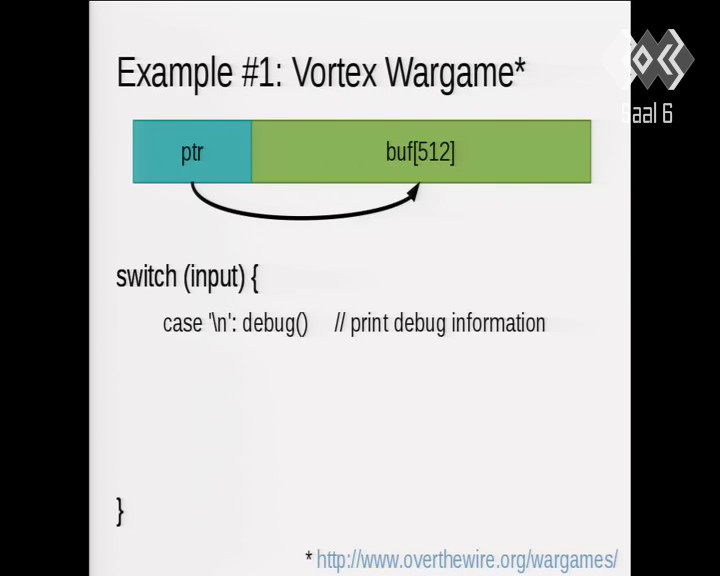 Example #1: Vortex Wargame*
Saal 6
ptr
buf[512]
switch (input) {
case '\n': debug() // print debug information
}
* http://www.overthewire.org/wargames/